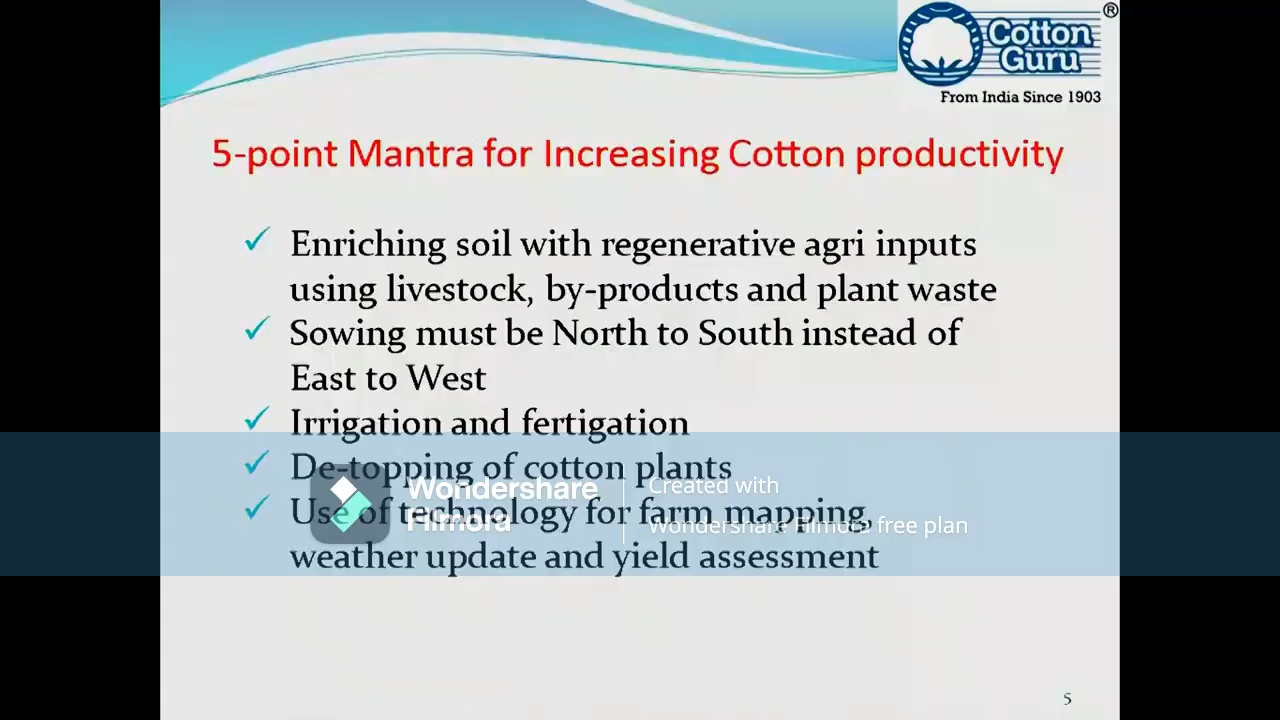 ®
Cotton
Guru
From India Since 1903
5-point Mantra for Increasing Cotton productivity
✓ Enriching soil with regenerative agri inputs
using livestock, by-products and plant waste
✓ Sowing must be North to South instead of
East to West
✓ Irrigation and fertigation
✓ De-topping of cotton plants
✓ Use of technology for farm mapping,
weather update and yield assessment
Wondershare
Filmora
Created with
Wondershare Filmora free plan
5